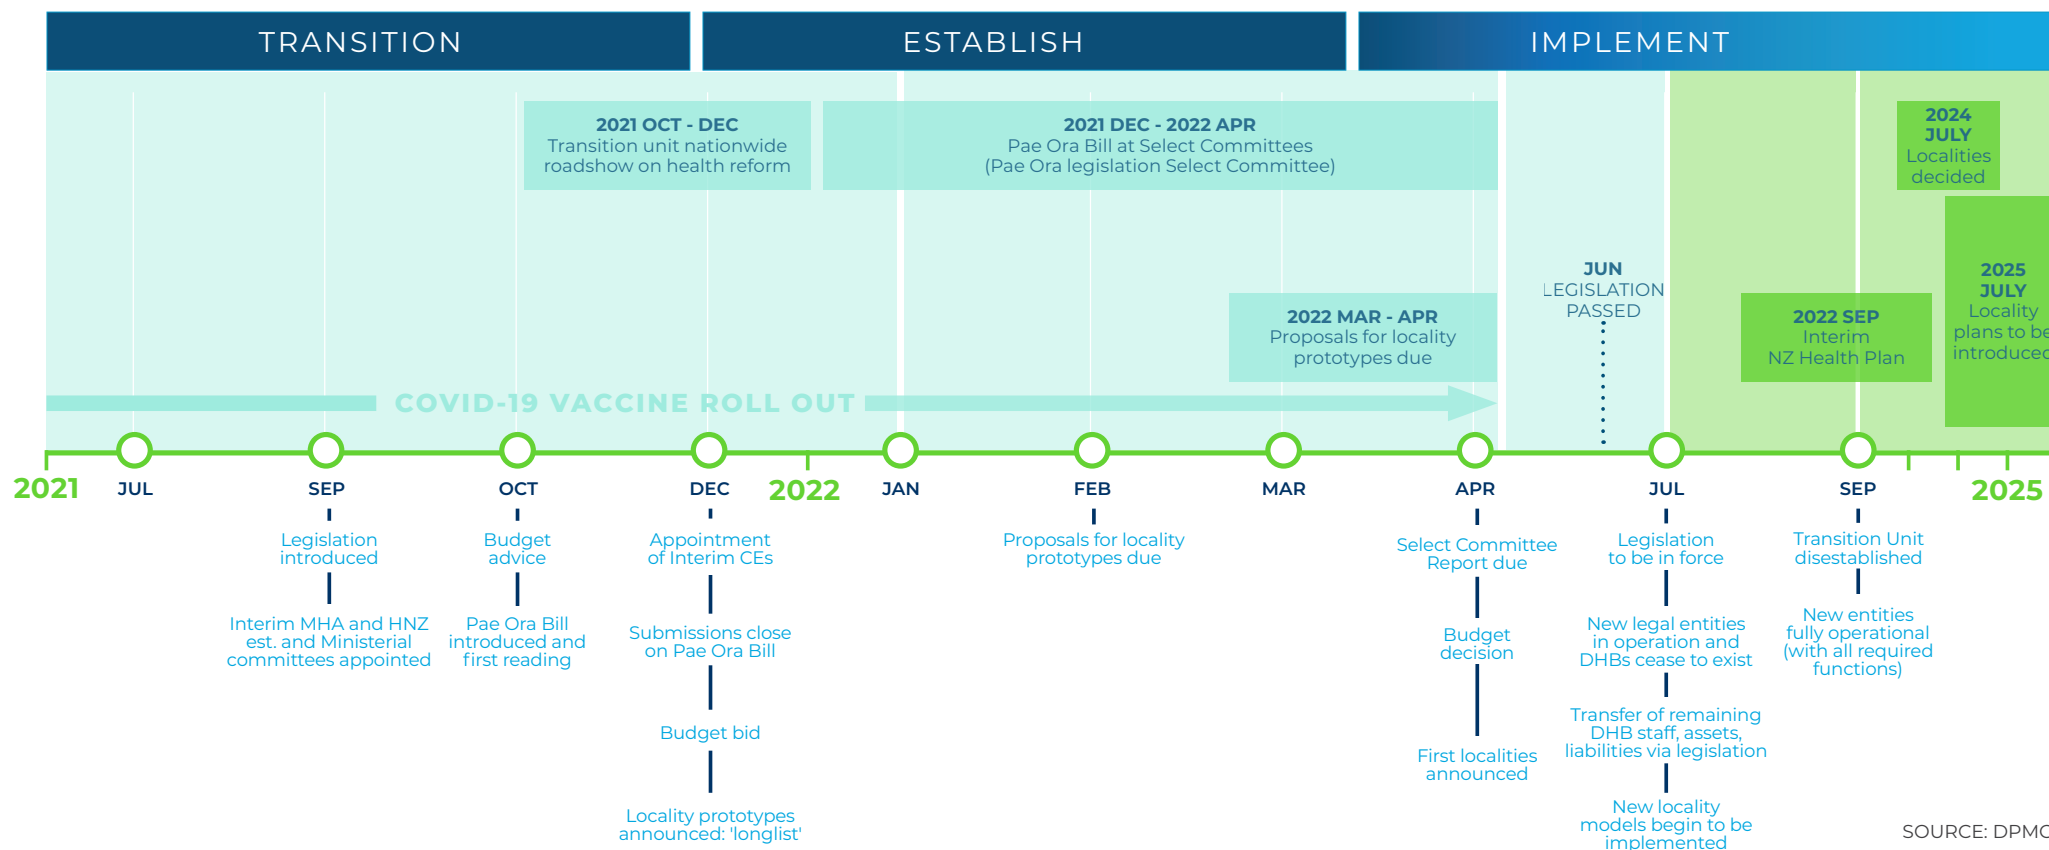 TRANSITION
ESTABLISH
IMPLEMENT
2021 OCT - DEC
Transition unit nationwide
roadshow on health reform
2021 DEC - 2022 APR
Pae Ora Bill at Select Committees
(Pae Ora legislation Select Committee)
2024
JULY
Localities
decided
2025
JULY
Locality
plans to be
introduced
JUN
LEGISLATION
PASSED
2022 MAR - APR
Proposals for locality
prototypes due
2022 SEP
Interim
NZ Health Plan
COVID-19 VACCINE ROLL OUT
2021
JUL
SEP
OCT
DEC
2022
JAN
FEB
MAR
APR
JUL
SEP
2025
Legislation
introduced
Interim MHA and HNZ
est. and Ministerial
committees appointed
Budget
advice
Pae Ora Bill
introduced and
first reading
Appointment
of Interim CEs
Submissions close
on Pae Ora Bill
Budget bid
Locality prototypes
announced: 'longlist'
Proposals for locality
prototypes due
Select Committee
Report due
Budget
decision
First localities
announced
Legislation
to be in force
New legal entities
in operation and
DHBs cease to exist
Transfer of remaining
DHB staff, assets,
liabilities via legislation
New locality
models begin to be
implemented
Transition Unit
disestablished
New entities
fully operational
(with all required
functions)
SOURCE: DPMC